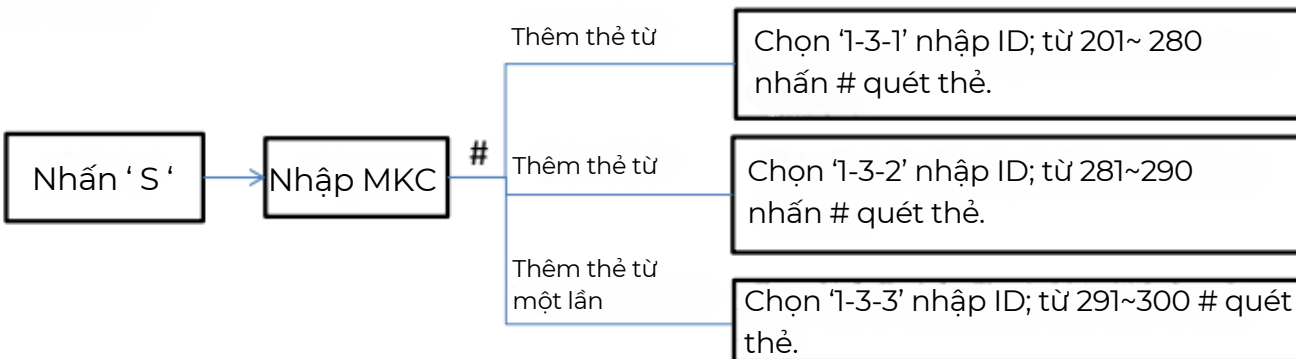 Nhấn ‘ S ‘
Nhập MKC
#
Thêm thẻ từ
Chọn ‘1-3-1’ nhập ID; từ 201~ 280
nhấn # quét thẻ.
Thêm thẻ từ
Chọn ‘1-3-2’ nhập ID; từ 281~290
nhấn # quét thẻ.
Thêm thẻ từ
một lần
Chọn ‘1-3-3’ nhập ID; từ 291~300 # quét
thẻ.